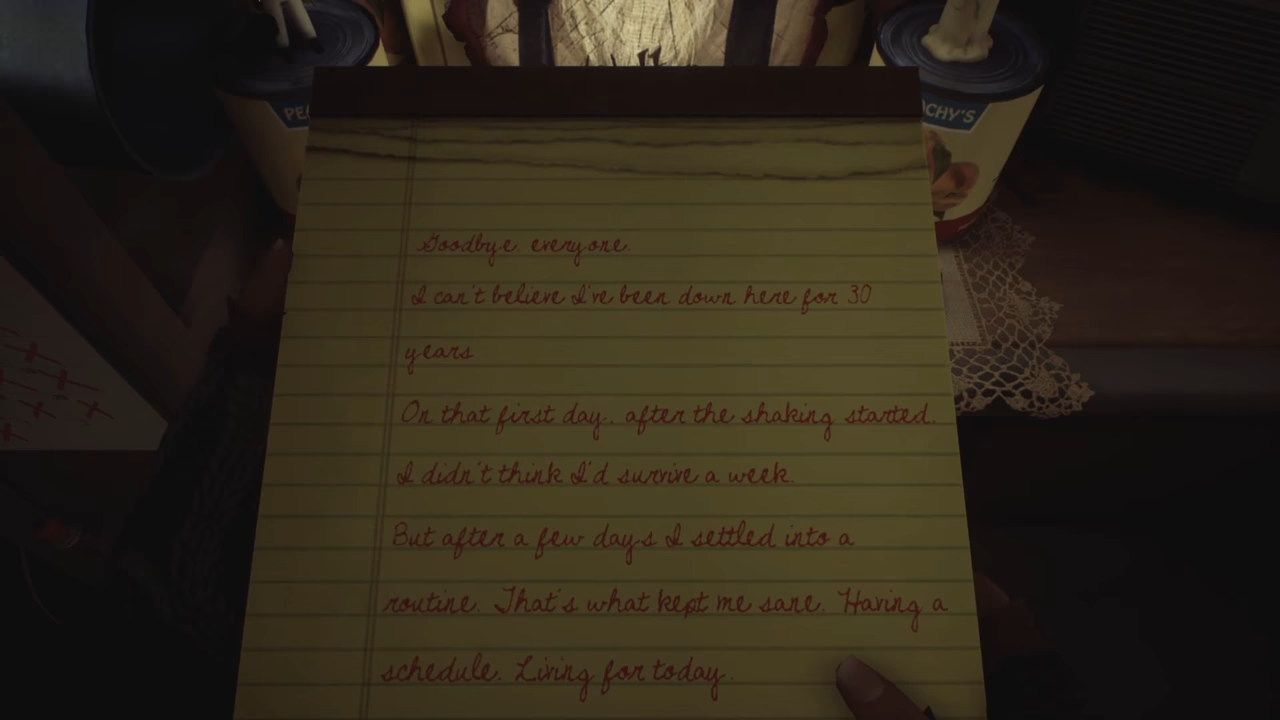 PEA
CHY'S
Goodbye everyone.
I can't believe I've been down here for 30
years
On that first day, after the shaking started,
I didn't think I'd survive a week.
But after a few days I settled into a
routine. That's what kept me sane. Having a
schedule. Living for today.